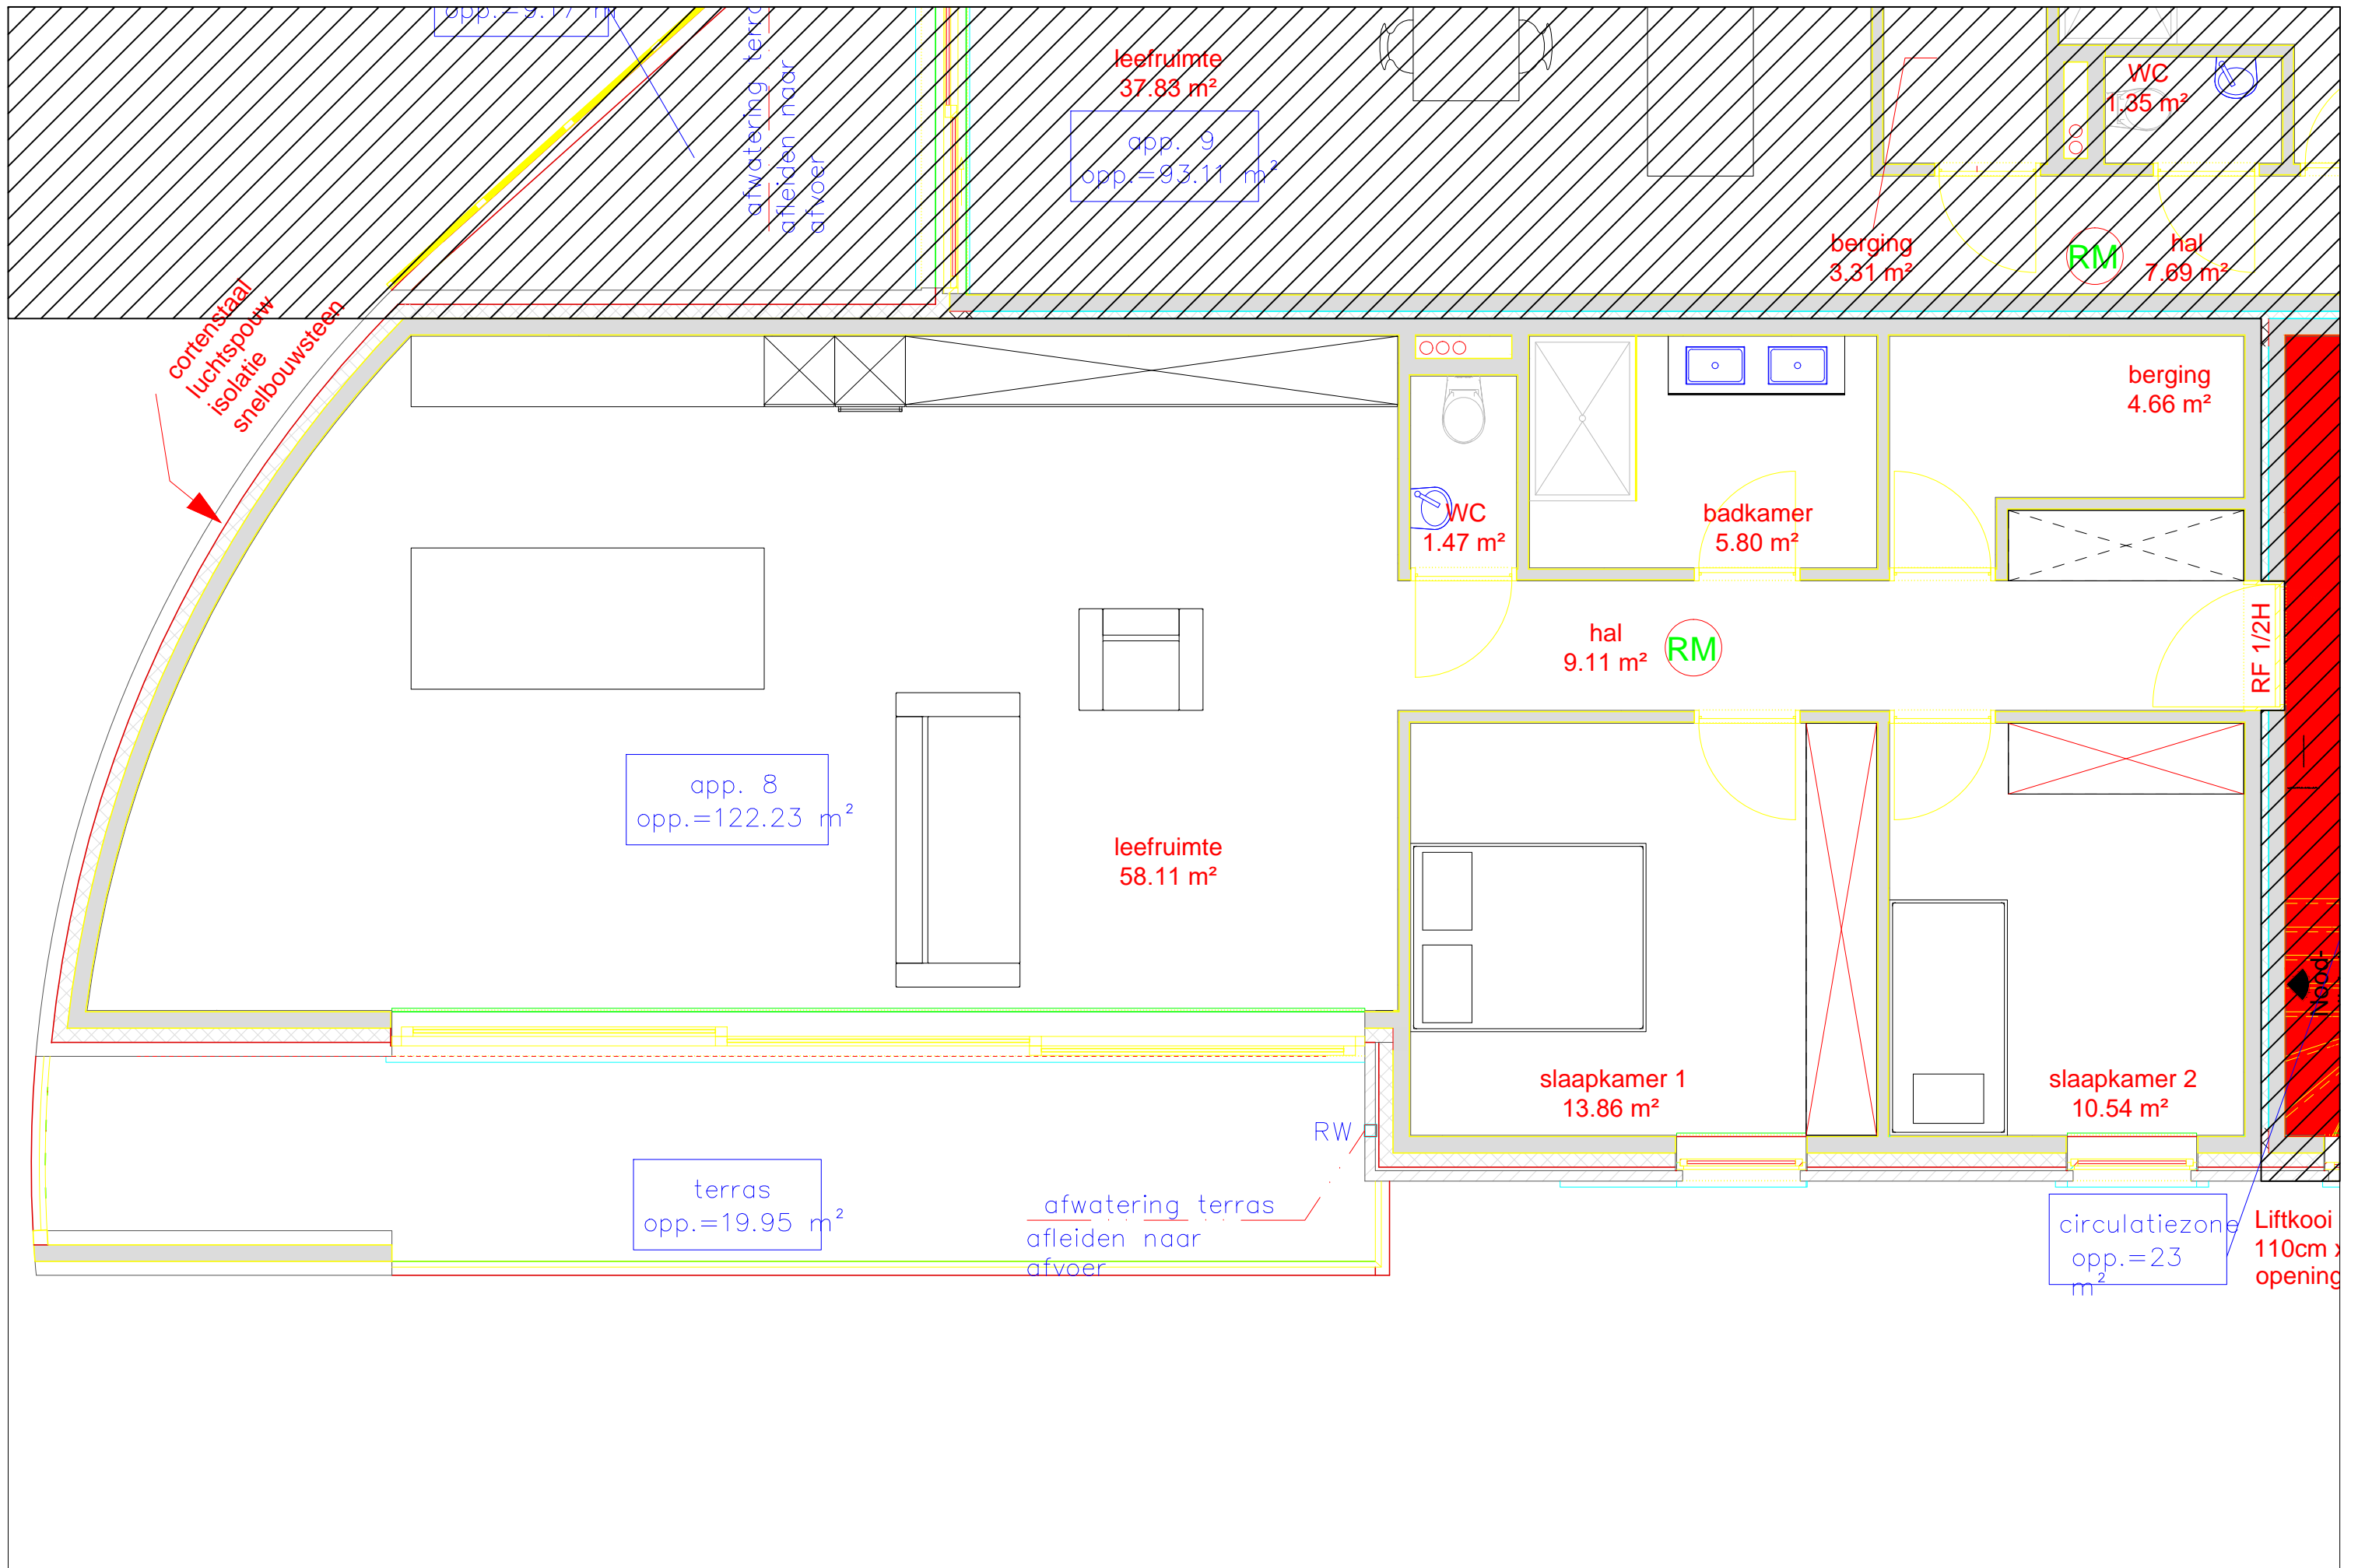 opp.=9.17 m
afwatering terra
afleiden naar
afvoer
leefruimte
37.83 m²
app. 9
opp.=93.11 m²
WC
1.35 m²
berging
3.31 m²
RM
hal
7.69 m²
cortenstaal
luchtspouw
isolatie
snelbouwsteen
berging
4.66 m²
WC
1.47 m²
badkamer
5.80 m²
hal
9.11 m²
RM
RF 1/2H
app. 8
opp.=122.23 m²
leefruimte
58.11 m²
Nood-
slaapkamer 1
13.86 m²
slaapkamer 2
10.54 m²
RW
terras
opp.=19.95 m²
afwatering terras
afleiden naar
afvoer
circulatiezone
opp.=23
m²
Liftkooi
110cm x
opening